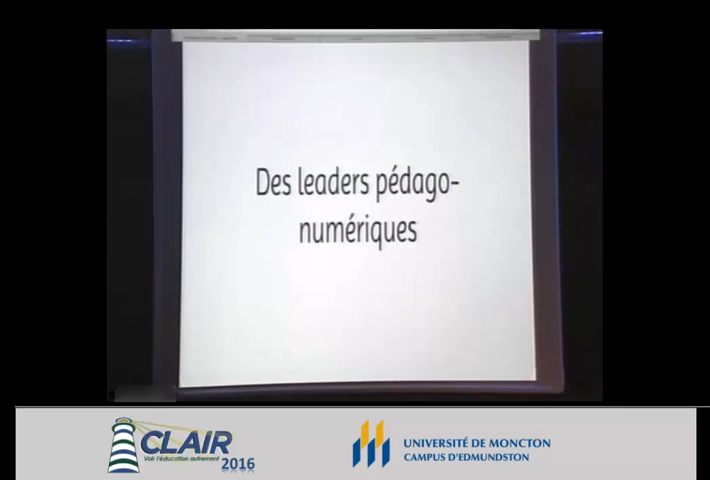 Des leaders pédago-
numériques
CLAIR
Voir l'éducation autrement
2016
UNIVERSITÉ DE MONCTON
CAMPUS D'EDMUNDSTON